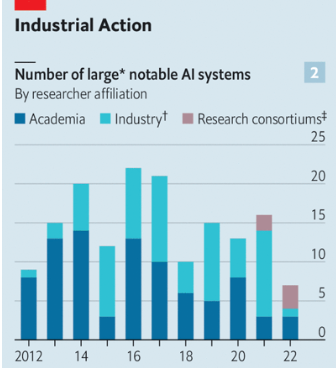 Industrial Action
Number of large* notable AI systems
2
By researcher affiliation
Academia Industry† Research consortiums‡
25
20
15
10
5
0
2012 14 16 18 20 22